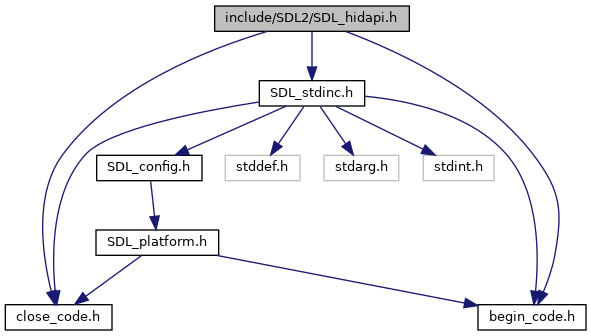 include/SDL2/SDL_hidapi.h
SDL_stdinc.h
SDL_config.h
stddef.h
stdarg.h
stdint.h
SDL_platform.h
close_code.h
begin_code.h